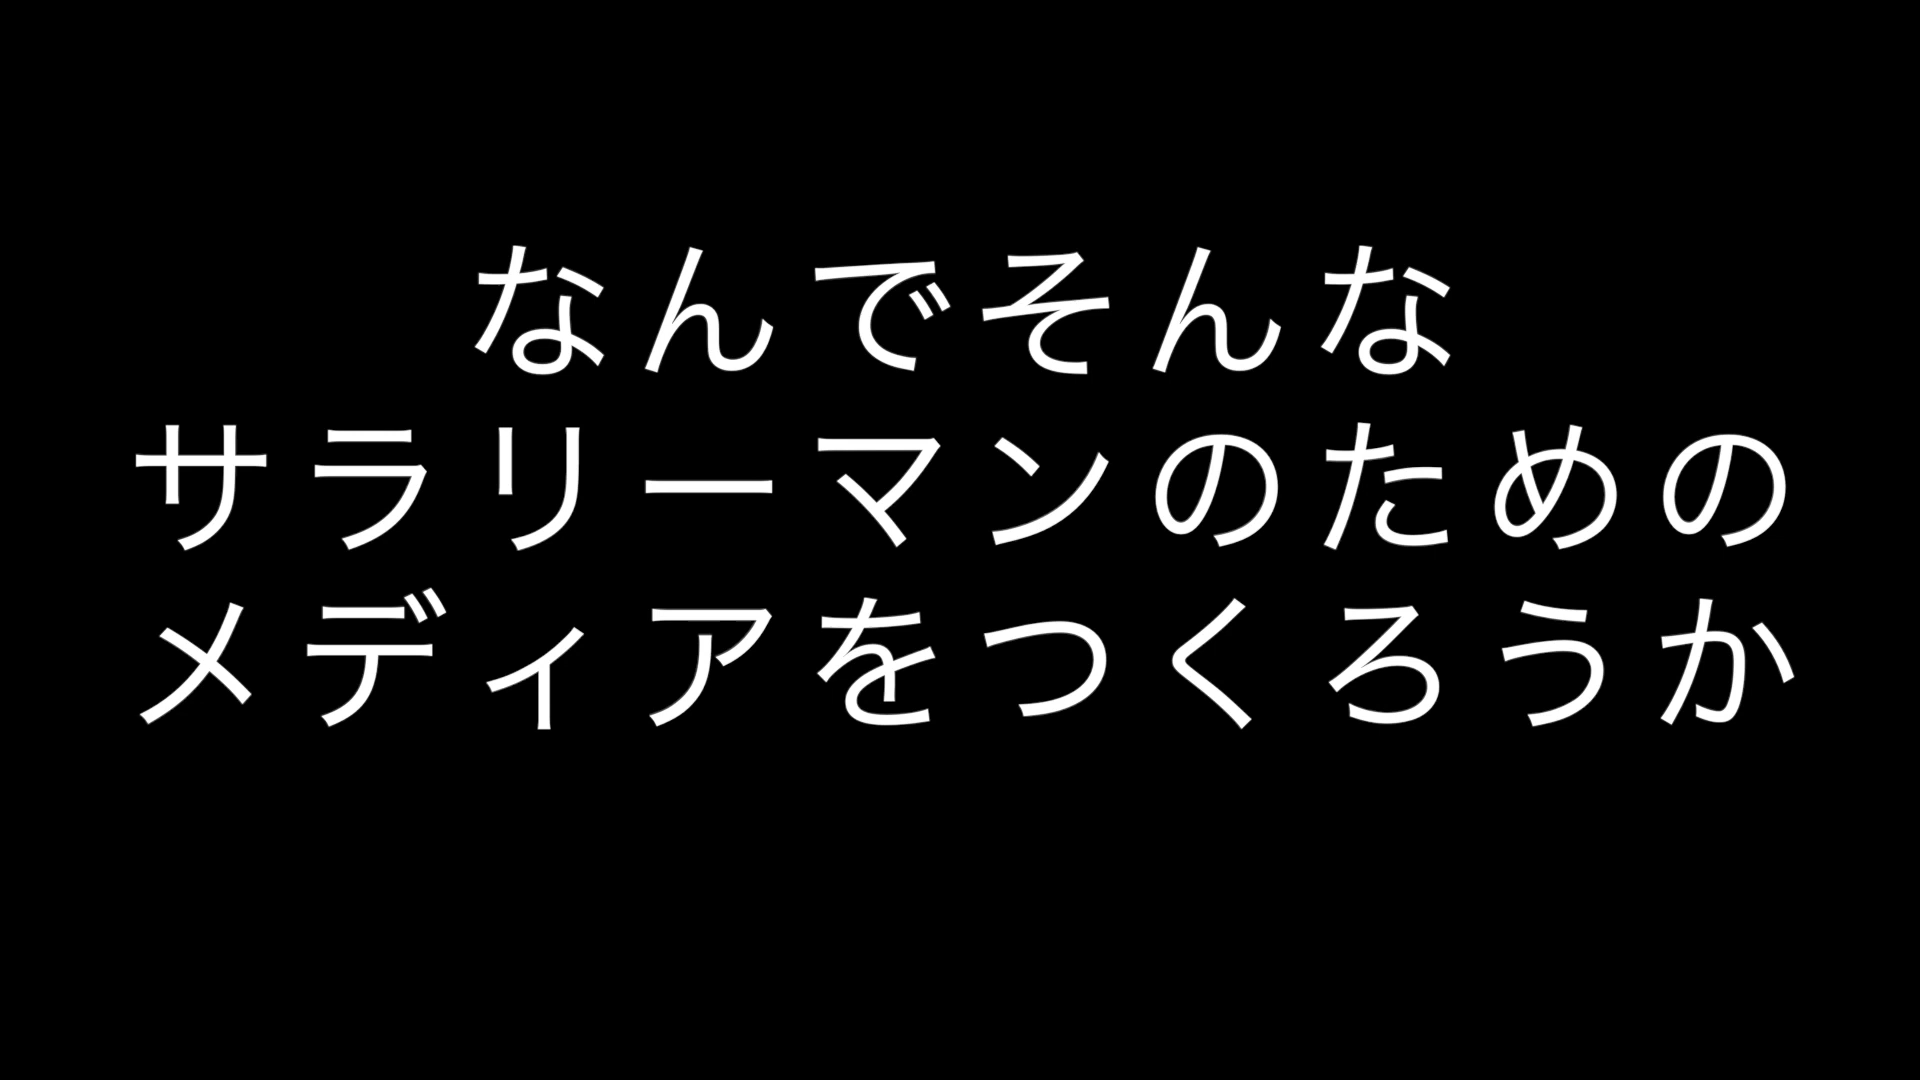 なんでそんな
サラリーマンのための
メディアをつくろうか